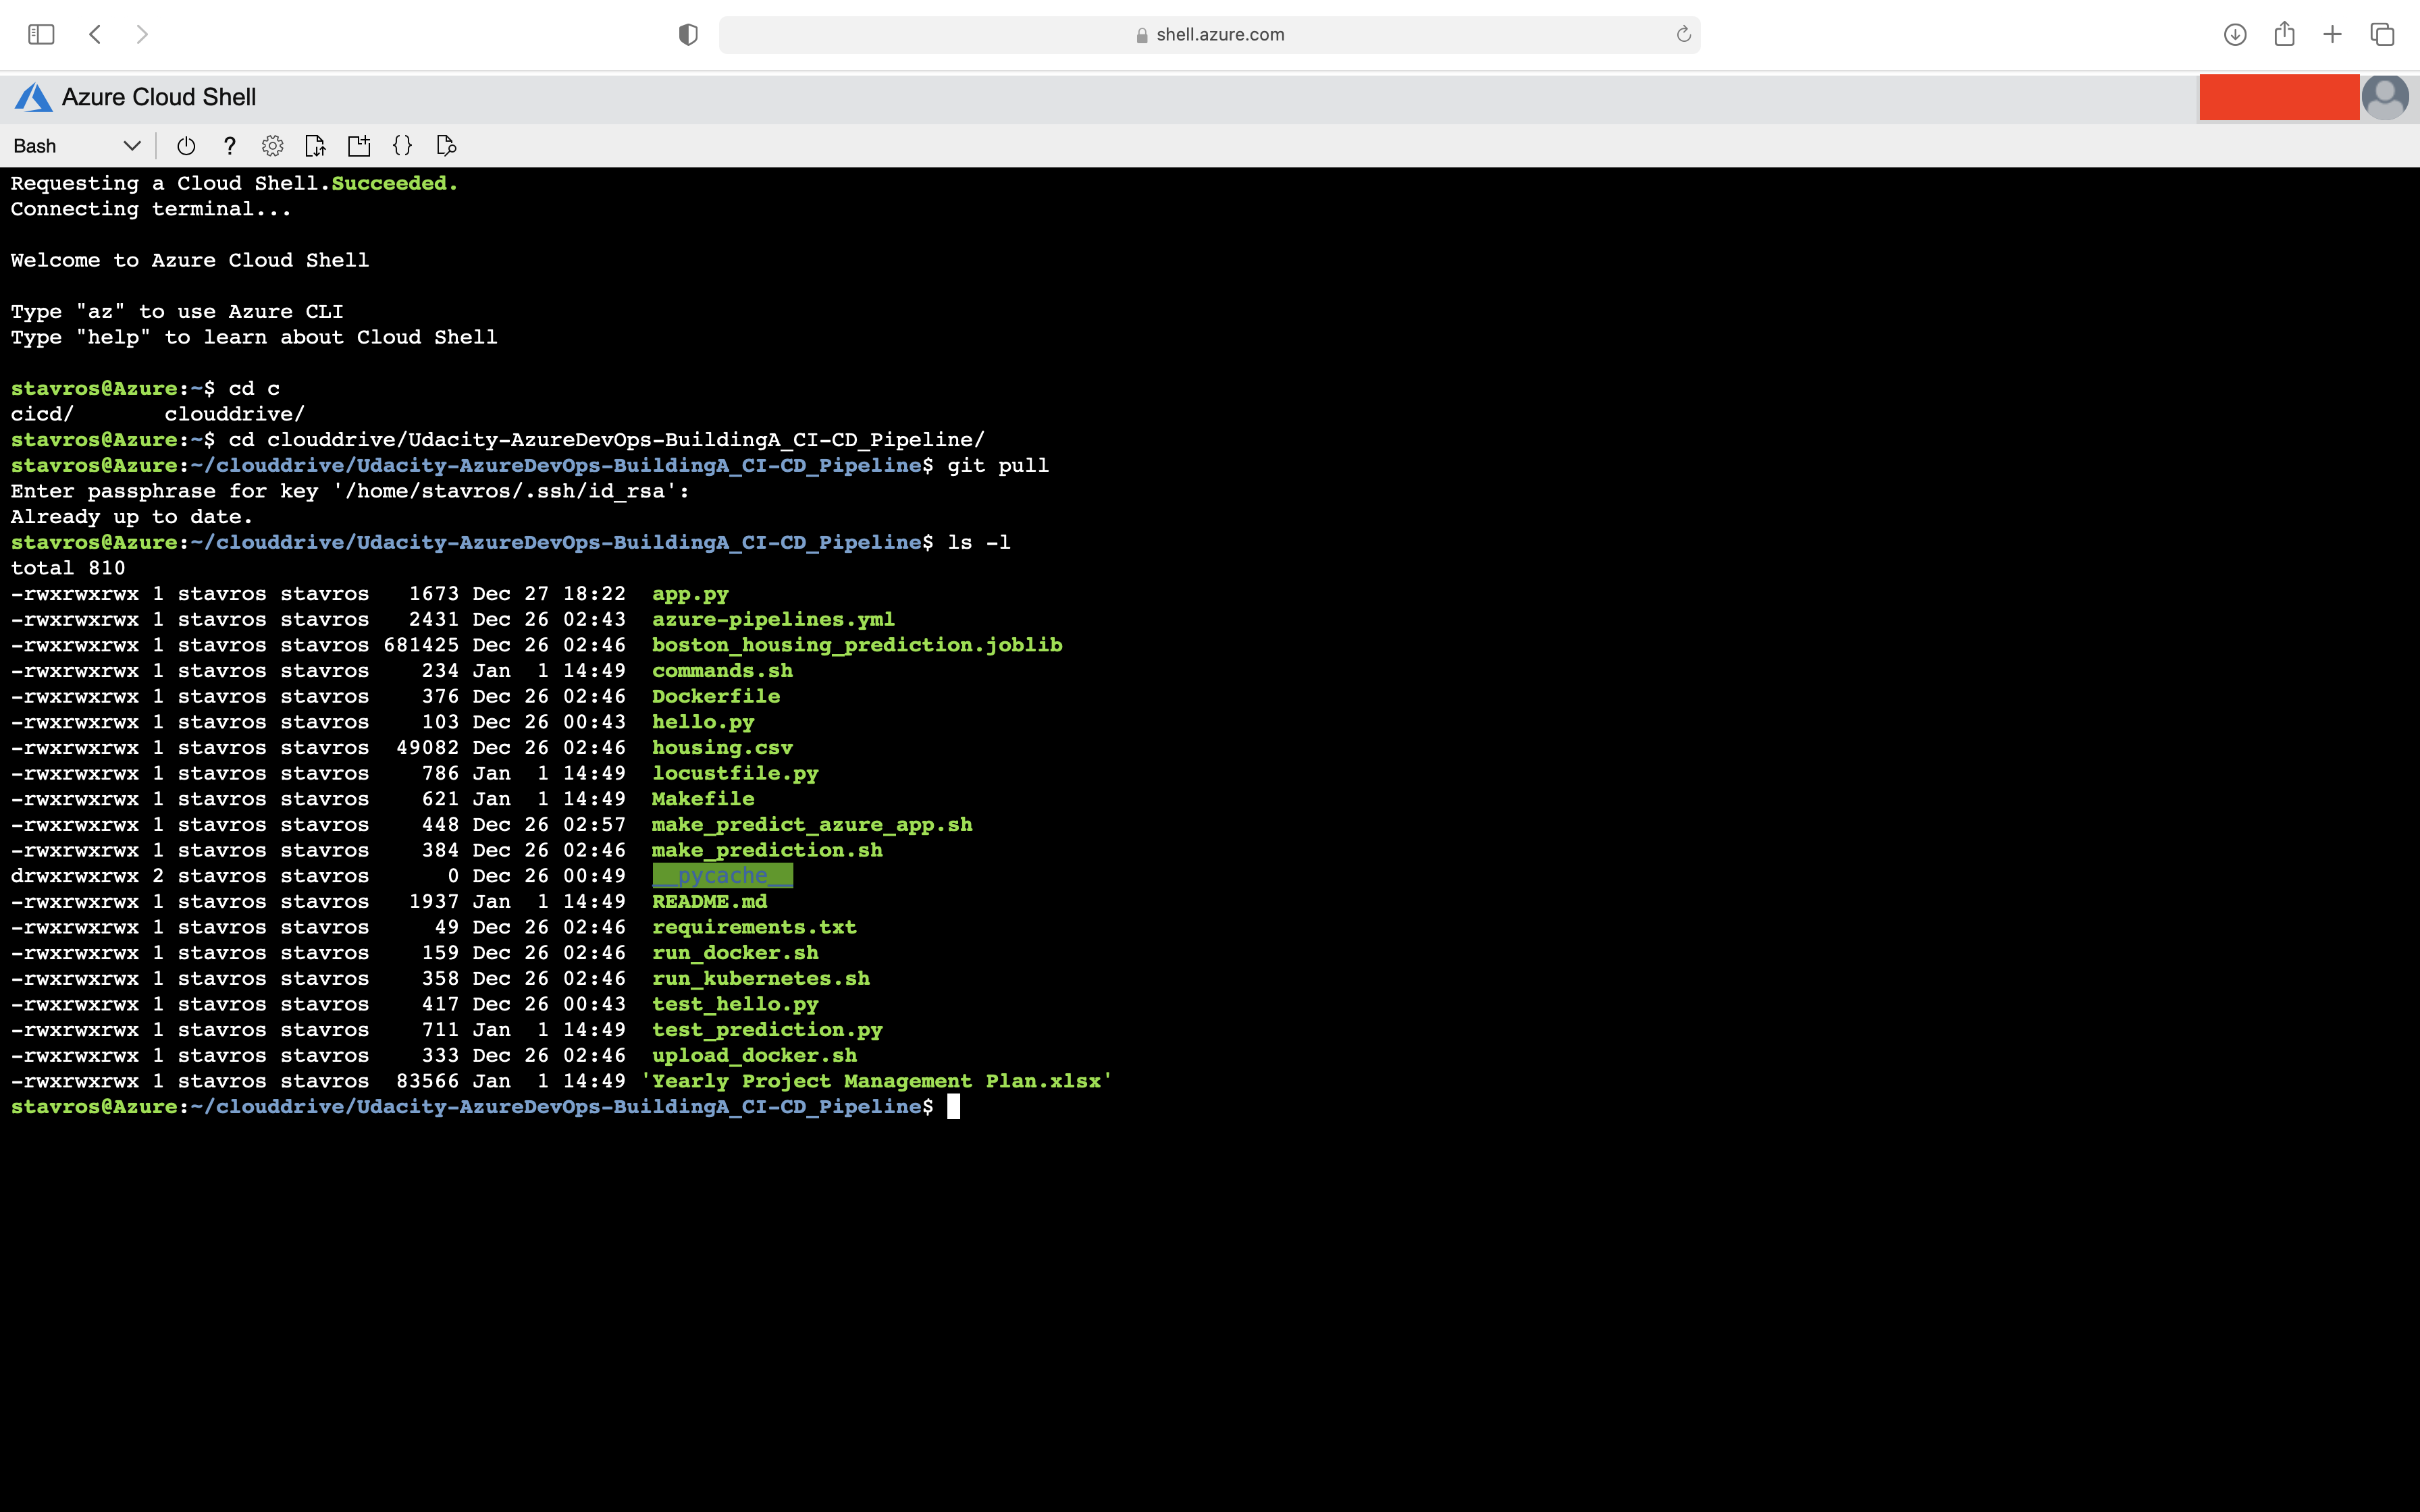 shell.azure.com
Azure Cloud Shell
Bash
Requesting a Cloud Shell.Succeeded.
Connecting terminal...
Welcome to Azure Cloud Shell
Type "az" to use Azure CLI
Type "help" to learn about Cloud Shell
stavros@Azure:~$ cd c
cicd/       clouddrive/
stavros@Azure:~$ cd clouddrive/Udacity-AzureDevOps-BuildingA_CI-CD_Pipeline/
stavros@Azure:~/clouddrive/Udacity-AzureDevOps-BuildingA_CI-CD_Pipeline$ git pull
Enter passphrase for key '/home/stavros/.ssh/id_rsa':
Already up to date.
stavros@Azure:~/clouddrive/Udacity-AzureDevOps-BuildingA_CI-CD_Pipeline$ ls -l
total 810
-rwxrwxrwx 1 stavros stavros   1673 Dec 27 18:22  app.py
-rwxrwxrwx 1 stavros stavros   2431 Dec 26 02:43  azure-pipelines.yml
-rwxrwxrwx 1 stavros stavros 681425 Dec 26 02:46  boston_housing_prediction.joblib
-rwxrwxrwx 1 stavros stavros    234 Jan  1 14:49  commands.sh
-rwxrwxrwx 1 stavros stavros    376 Dec 26 02:46  Dockerfile
-rwxrwxrwx 1 stavros stavros    103 Dec 26 00:43  hello.py
-rwxrwxrwx 1 stavros stavros  49082 Dec 26 02:46  housing.csv
-rwxrwxrwx 1 stavros stavros    786 Jan  1 14:49  locustfile.py
-rwxrwxrwx 1 stavros stavros    621 Jan  1 14:49  Makefile
-rwxrwxrwx 1 stavros stavros    448 Dec 26 02:57  make_predict_azure_app.sh
-rwxrwxrwx 1 stavros stavros    384 Dec 26 02:46  make_prediction.sh
drwxrwxrwx 2 stavros stavros      0 Dec 26 00:49  __pycache__
-rwxrwxrwx 1 stavros stavros   1937 Jan  1 14:49  README.md
-rwxrwxrwx 1 stavros stavros     49 Dec 26 02:46  requirements.txt
-rwxrwxrwx 1 stavros stavros    159 Dec 26 02:46  run_docker.sh
-rwxrwxrwx 1 stavros stavros    358 Dec 26 02:46  run_kubernetes.sh
-rwxrwxrwx 1 stavros stavros    417 Dec 26 00:43  test_hello.py
-rwxrwxrwx 1 stavros stavros    711 Jan  1 14:49  test_prediction.py
-rwxrwxrwx 1 stavros stavros    333 Dec 26 02:46  upload_docker.sh
-rwxrwxrwx 1 stavros stavros  83566 Jan  1 14:49 'Yearly Project Management Plan.xlsx'
stavros@Azure:~/clouddrive/Udacity-AzureDevOps-BuildingA_CI-CD_Pipeline$